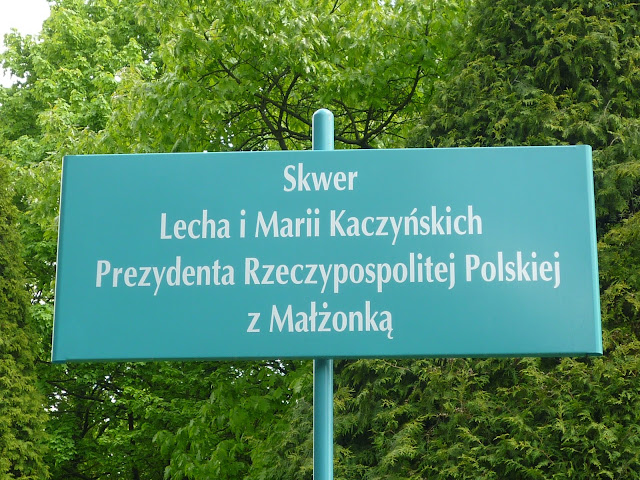 Skwer
Lecha i Marii Kaczyńskich
Prezydenta Rzeczypospolitej Polskiej
z Małżonką